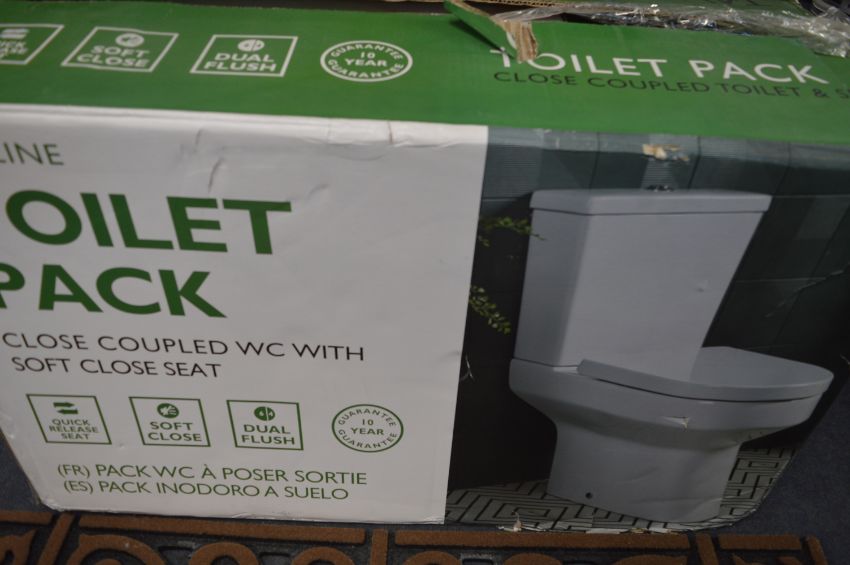 SOFT
CLOSE
DUAL
FLUSH
GUARANTEE
10
YEAR
GUARANTEE
TOILET PACK
CLOSE COUPLED TOILET &
LINE
OILET
PACK
CLOSE COUPLED WC WITH
SOFT CLOSE SEAT
QUICK
RELEASE
SEAT
SOFT
CLOSE
DUAL
FLUSH
GUARANTEE
10
YEAR
GUARANTEE
(FR) PACK WC À POSER SORTIE
(ES) PACK INODORO A SUELO